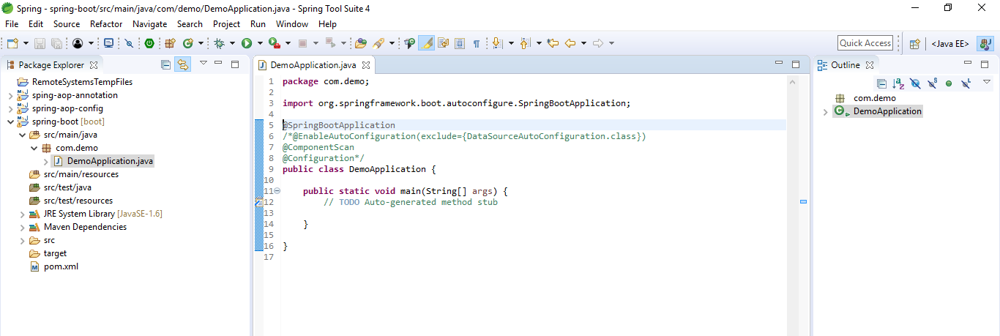 Spring - spring-boot/src/main/java/com/demo/DemoApplication.java - Spring Tool Suite 4
File Edit Source Refactor Navigate Search Project Run Window Help
Quick Access
<Java EE>
Package Explorer
RemoteSystemsTempFiles
sping-aop-annotation
spring-aop-config
spring-boot [boot]
src/main/java
com.demo
DemoApplication.java
src/main/resources
src/test/java
src/test/resources
JRE System Library [JavaSE-1.6]
Maven Dependencies
src
target
pom.xml
DemoApplication.java
1 package com.demo;
2
3 import org.springframework.boot.autoconfigure.SpringBootApplication;
4
5 @SpringBootApplication
6 /*@EnableAutoConfiguration(exclude={DataSourceAutoConfiguration.class})
7 @ComponentScan
8 @Configuration*/
9 public class DemoApplication {
10
11 public static void main(String[] args) {
12 // TODO Auto-generated method stub
13
14 }
15
16 }
17
Outline
com.demo
DemoApplication